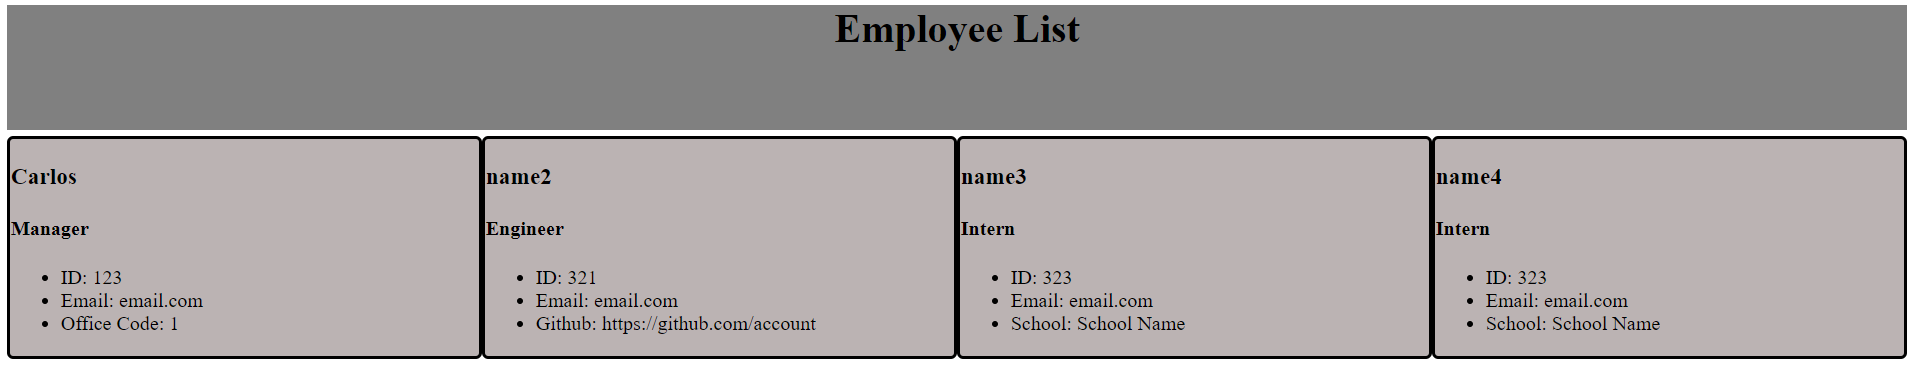 Employee List
Carlos
Manager
ID: 123
Email: email.com
Office Code: 1
name2
Engineer
ID: 321
Email: email.com
Github: https://github.com/account
name3
Intern
ID: 323
Email: email.com
School: School Name
name4
Intern
ID: 323
Email: email.com
School: School Name